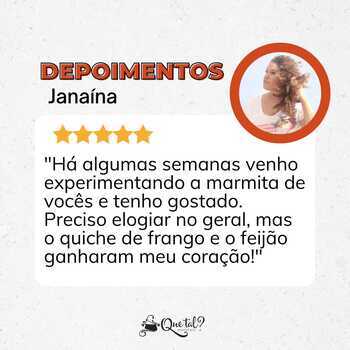 DEPOIMENTOS
Janaína
"Há algumas semanas venho
experimentando a marmita de
vocês e tenho gostado.
Preciso elogiar no geral, mas
o quiche de frango e o feijão
ganharam meu coração!"
Que tal?